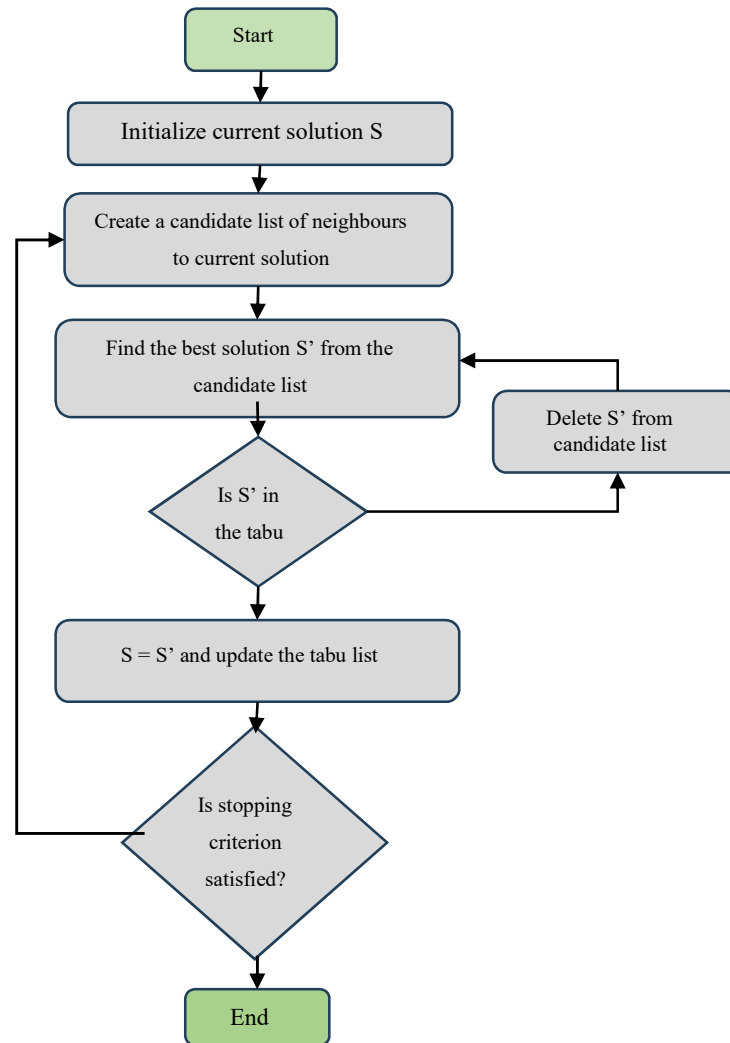 Start
Initialize current solution S
Create a candidate list of neighbours
to current solution
Find the best solution S’ from the
candidate list
Delete S’ from
candidate list
Is S’ in
the tabu
S = S’ and update the tabu list
Is stopping
criterion
satisfied?
End